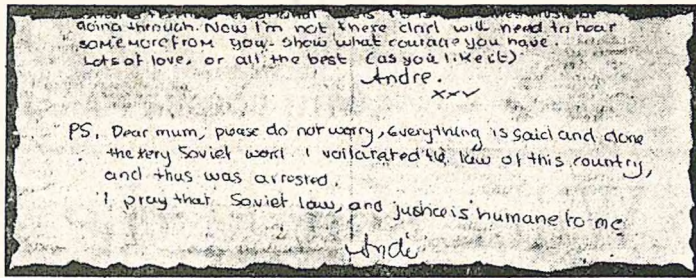 going through. Now I'm not there dad will need to hear
some more from you. Show what courage you have.
Lots of love, or all the best (as you like it)
Andre.
xxv
PS, Dear mum, please do not worry, everything is said and done
the very Soviet word. I the law of this country,
and thus was arrested.
I pray that Soviet law, and justice is humane to me
Andre